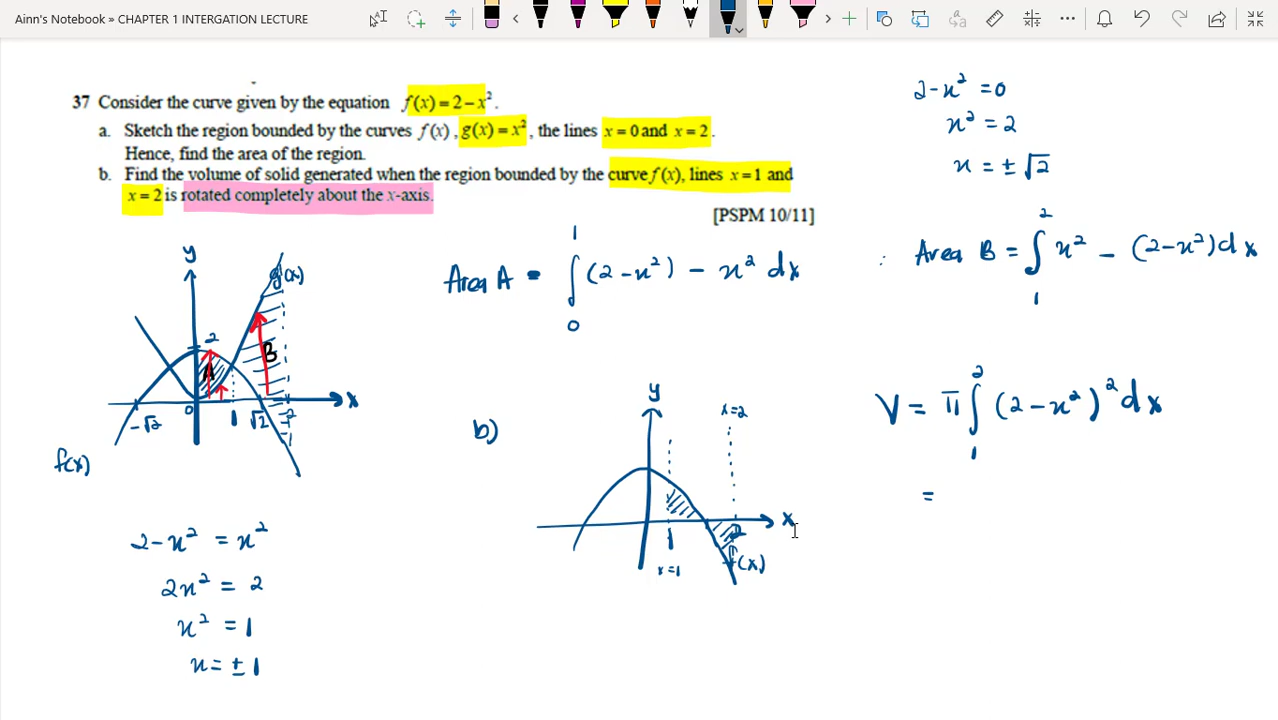 Ainn's Notebook » CHAPTER 1 INTERGATION LECTURE
37 Consider the curve given by the equation f(x) = 2 − x².
a. Sketch the region bounded by the curves f(x), g(x) = x², the lines x = 0 and x = 2.
Hence, find the area of the region.
b. Find the volume of solid generated when the region bounded by the curve f(x), lines x = 1 and
x = 2 is rotated completely about the x-axis.
[PSPM 10/11]
2 - x² = 0
x² = 2
x = ± √2
y
g(x)
2
A
B
0
1
-√2
√2
2
x
f(x)
Area A = ∫₀¹ (2 - x²) - x² dx
∴ Area B = ∫₁² x² - (2 - x²) dx
2 - x² = x²
2x² = 2
x² = 1
x = ± 1
b)
y
x=2
x
1
2
x=1
f(x)
V = π ∫₁² (2 - x²)² dx
=